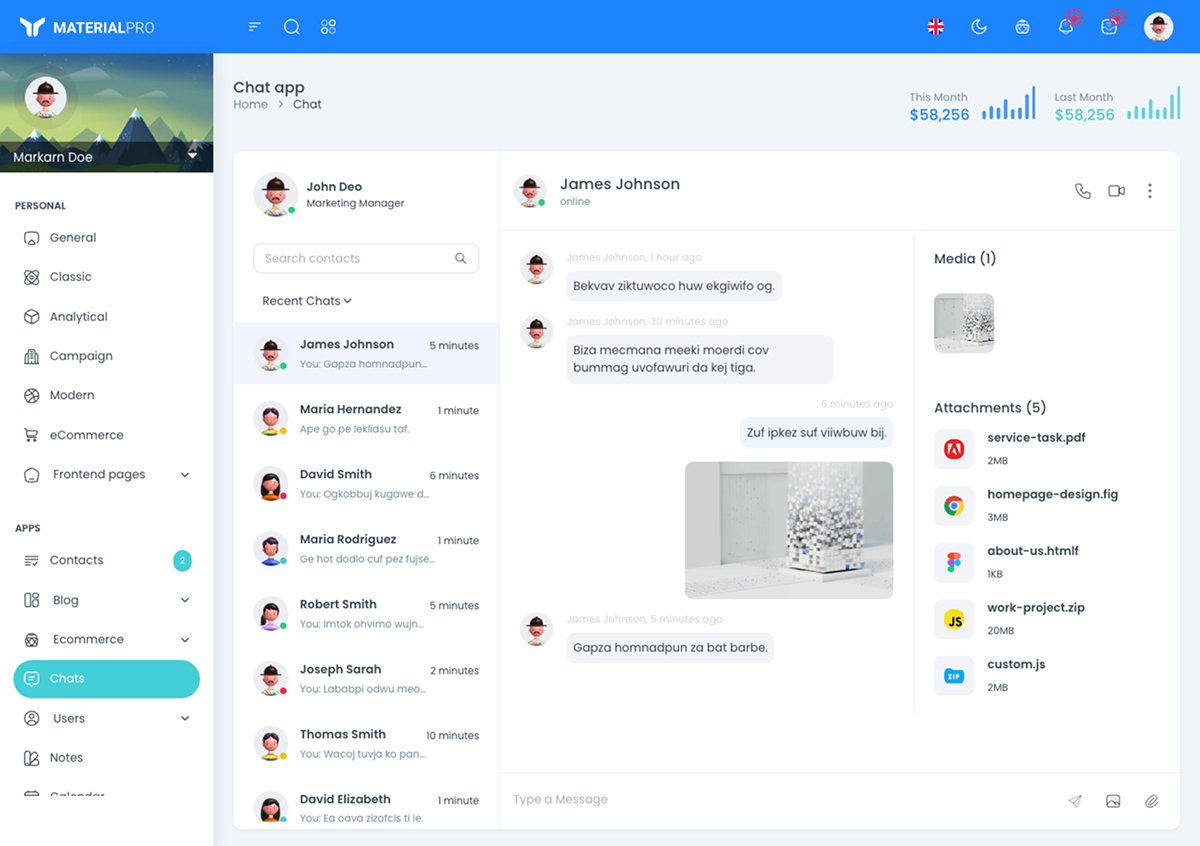 MATERIALPRO
Markarn Doe
PERSONAL
General
Classic
Analytical
Campaign
Modern
eCommerce
Frontend pages
APPS
Contacts 2
Blog
Ecommerce
Chats
Users
Notes
Calendar
Chat app
Home > Chat
This Month
$58,256
Last Month
$58,256
John Deo
Marketing Manager
Search contacts
Recent Chats
James Johnson 5 minutes
You: Gapza homnadpun...
Maria Hernandez 1 minute
Ape go pe leklidsu taf.
David Smith 6 minutes
You: Ogkobbuj kugawe d...
Maria Rodriguez 1 minute
Ge hot dodlo cuf pez fujse...
Robert Smith 5 minutes
You: Imtok ohvimo wujn...
Joseph Sarah 2 minutes
You: Lababpi odwu meo...
Thomas Smith 10 minutes
You: Wacoj tuvja ko pan...
David Elizabeth 1 minute
You: Ea oava zizofcis ti ie.
James Johnson
online
James Johnson, 1 hour ago
Bekvav ziktuwoco huw ekgiwifo og.
James Johnson, 30 minutes ago
Biza mecmana meeki moerdi cov
bummag uvofawuri da kej tiga.
6 minutes ago
Zuf ipkez suf viiwbuw bij.
James Johnson, 5 minutes ago
Gapza homnadpun za bat barbe.
Type a Message
Media (1)
Attachments (5)
service-task.pdf
2MB
homepage-design.fig
3MB
about-us.htmlf
1KB
JS
work-project.zip
20MB
ZIP
custom.js
2MB